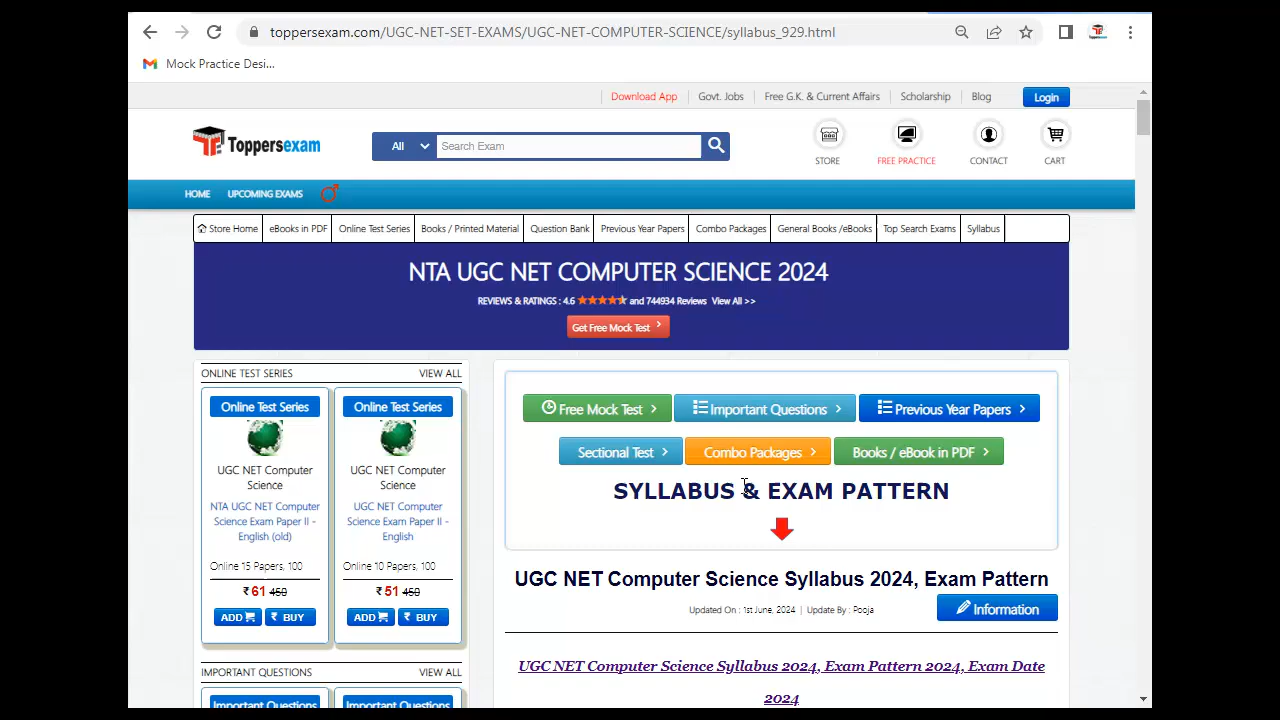 toppersexam.com/UGC-NET-SET-EXAMS/UGC-NET-COMPUTER-SCIENCE/syllabus_929.html
Mock Practice Desi...
Download App | Govt. Jobs | Free G.K. & Current Affairs | Scholarship | Blog Login
Toppersexam All Search Exam
STORE FREE PRACTICE CONTACT CART
HOME UPCOMING EXAMS
Store Home eBooks in PDF Online Test Series Books / Printed Material Question Bank Previous Year Papers Combo Packages General Books /eBooks Top Search Exams Syllabus
NTA UGC NET COMPUTER SCIENCE 2024
REVIEWS & RATINGS : 4.6 and 744934 Reviews View All >>
Get Free Mock Test
ONLINE TEST SERIES VIEW ALL
Online Test Series
UGC NET Computer
Science
NTA UGC NET Computer
Science Exam Paper II -
English (old)
Online 15 Papers, 100
₹ 61 450
ADD ₹ BUY
Online Test Series
UGC NET Computer
Science
UGC NET Computer
Science Exam Paper II -
English
Online 10 Papers, 100
₹ 51 450
ADD ₹ BUY
IMPORTANT QUESTIONS VIEW ALL
Important Questions Important Questions
Free Mock Test Important Questions Previous Year Papers
Sectional Test Combo Packages Books / eBook in PDF
SYLLABUS & EXAM PATTERN
UGC NET Computer Science Syllabus 2024, Exam Pattern
Updated On : 1st June, 2024 | Update By : Pooja
Information
UGC NET Computer Science Syllabus 2024, Exam Pattern 2024, Exam Date
2024